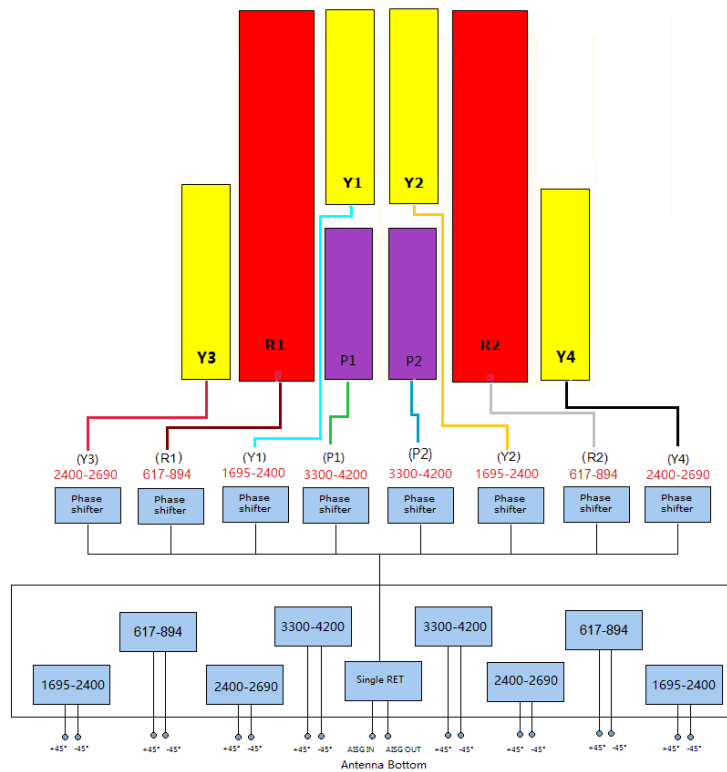 Y1
Y2
Y3
R1
P1
P2
R2
Y4
(Y3)
(R1)
(Y1)
(P1)
(P2)
(Y2)
(R2)
(Y4)
2400-2690
617-894
1695-2400
3300-4200
3300-4200
1695-2400
617-894
2400-2690
Phase
shifter
Phase
shifter
Phase
shifter
Phase
shifter
Phase
shifter
Phase
shifter
Phase
shifter
Phase
shifter
3300-4200
3300-4200
617-894
617-894
1695-2400
2400-2690
Single RET
2400-2690
1695-2400
+45° -45°
+45° -45°
+45° -45°
+45° -45°
AISG IN
AISG OUT
+45° -45°
+45° -45°
+45° -45°
+45° -45°
Antenna Bottom